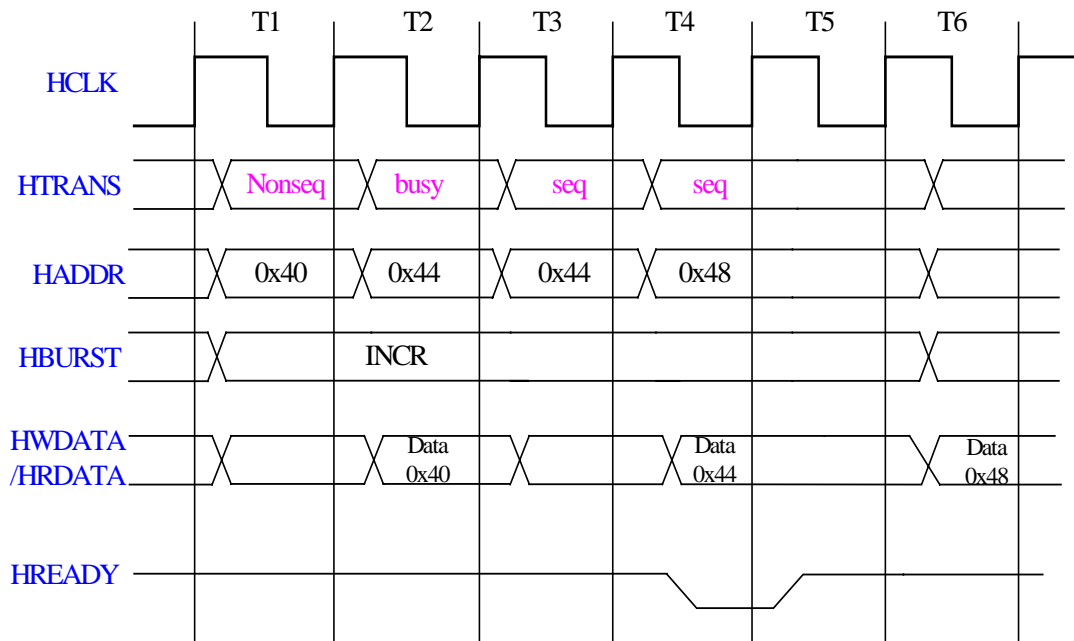 T1 T2 T3 T4 T5 T6
HCLK
HTRANS Nonseq busy seq seq
HADDR 0x40 0x44 0x44 0x48
HBURST INCR
HWDATA
/HRDATA
Data
0x40
Data
0x44
Data
0x48
HREADY